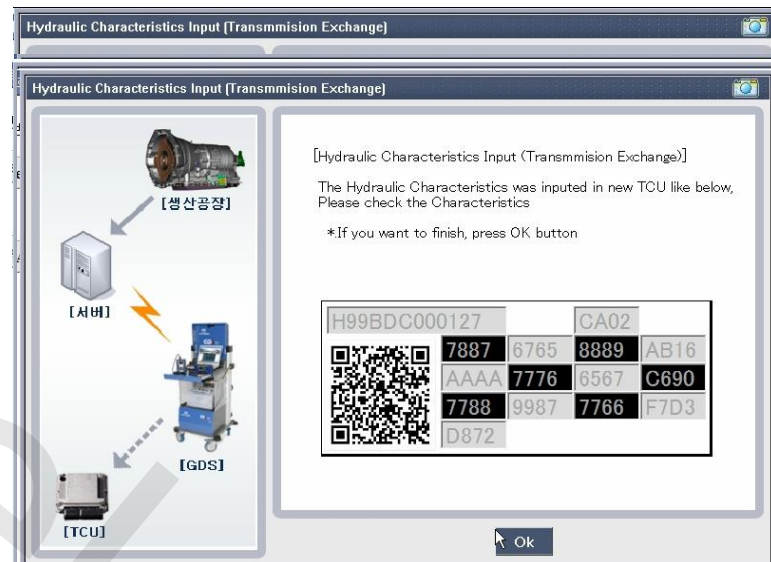 Hydraulic Characteristics Input (Transmmision Exchange)
Hydraulic Characteristics Input (Transmmision Exchange)
[생산공장]
[서버]
[GDS]
[TCU]
[Hydraulic Characteristics Input (Transmmision Exchange)]
The Hydraulic Characteristics was inputed in new TCU like below,
Please check the Characteristics
*.If you want to finish, press OK button
H99BDC000127 CA02
7887 6765 8889 AB16
AAAA 7776 6567 C690
7788 9987 7766 F7D3
D872
Ok